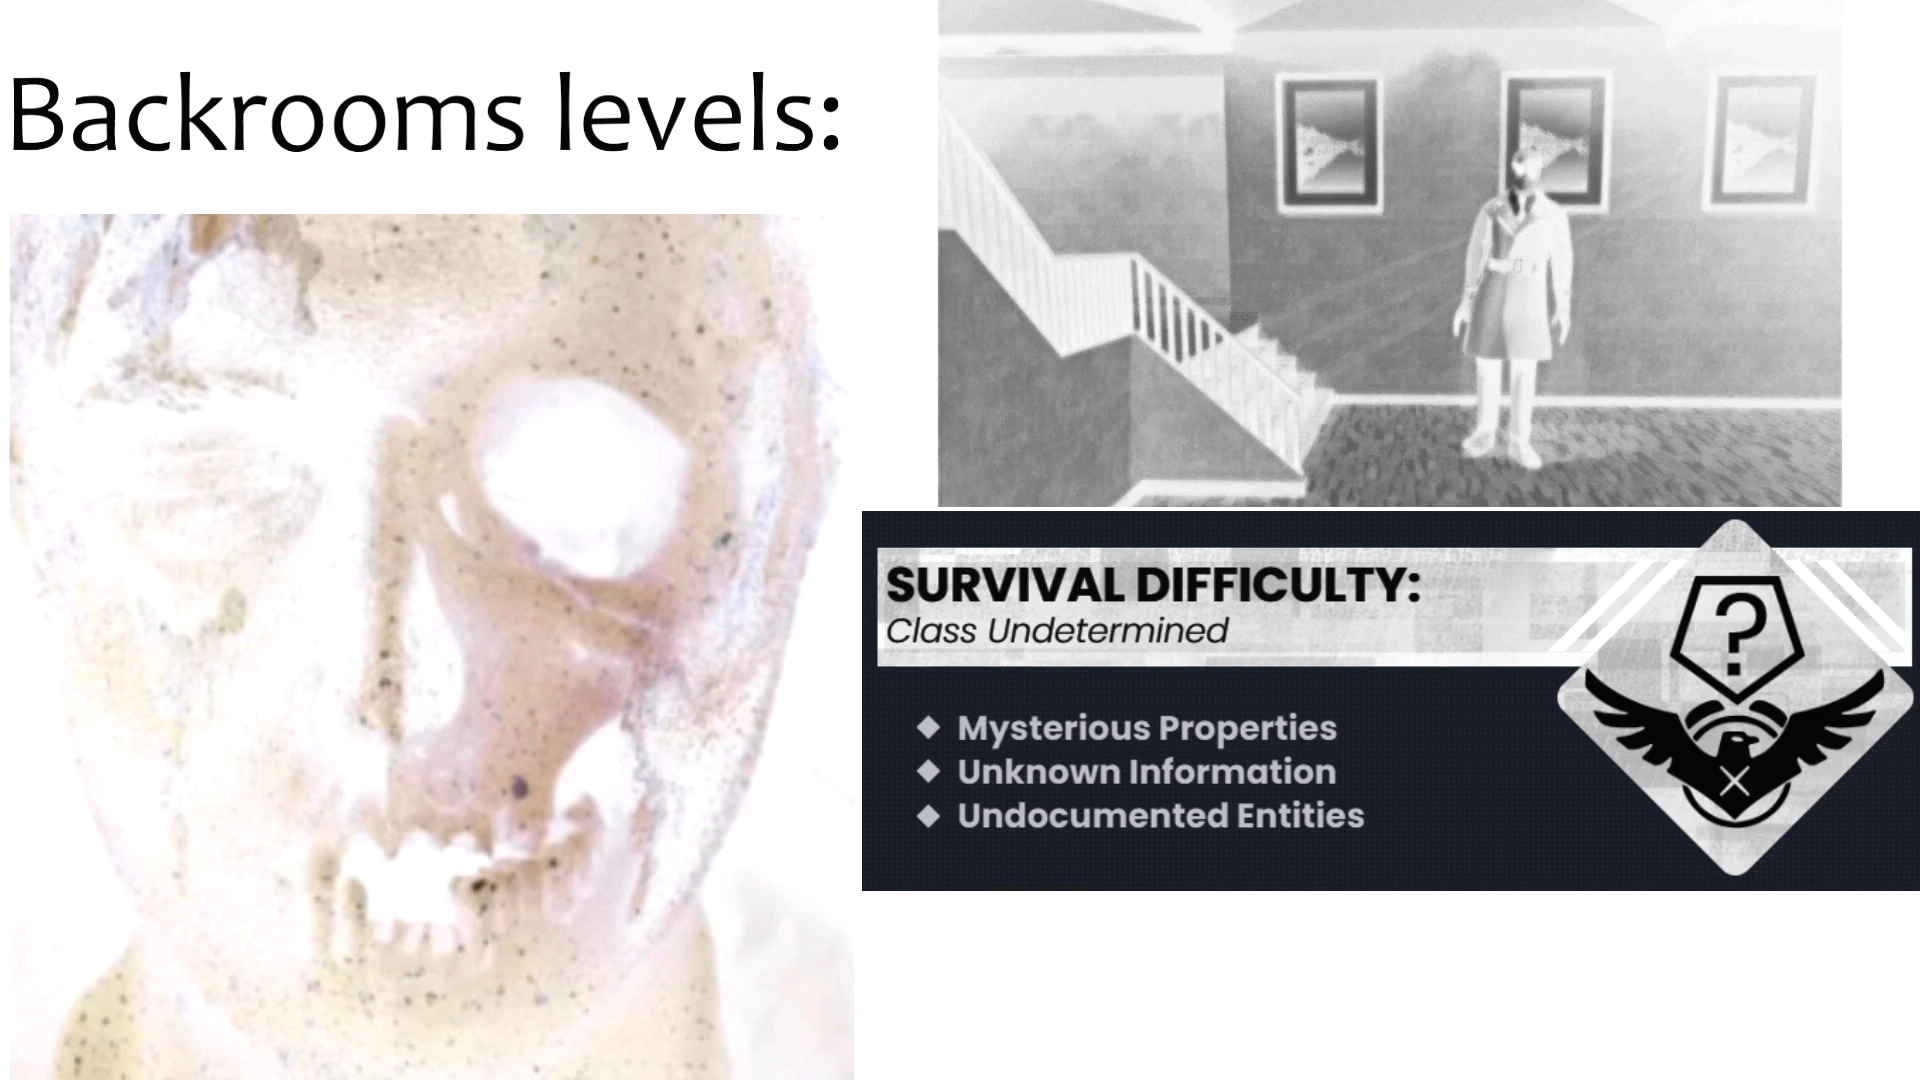 Backrooms levels:
SURVIVAL DIFFICULTY:
Class Undetermined
?
Mysterious Properties
Unknown Information
Undocumented Entities